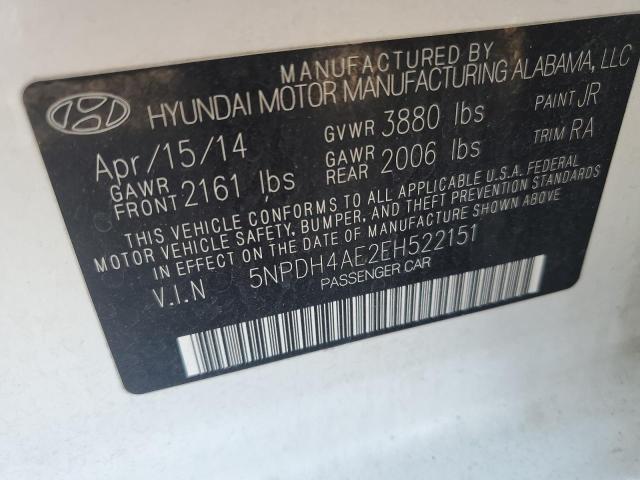 MANUFACTURED BY
HYUNDAI MOTOR MANUFACTURING ALABAMA, LLC
Apr/15/14 GVWR 3880 lbs PAINT JR
GAWR FRONT 2161 lbs GAWR REAR 2006 lbs TRIM RA
THIS VEHICLE CONFORMS TO ALL APPLICABLE U.S.A. FEDERAL
MOTOR VEHICLE SAFETY, BUMPER, AND THEFT PREVENTION STANDARDS
IN EFFECT ON THE DATE OF MANUFACTURE SHOWN ABOVE
V.I.N 5NPDH4AE2EH522151
PASSENGER CAR